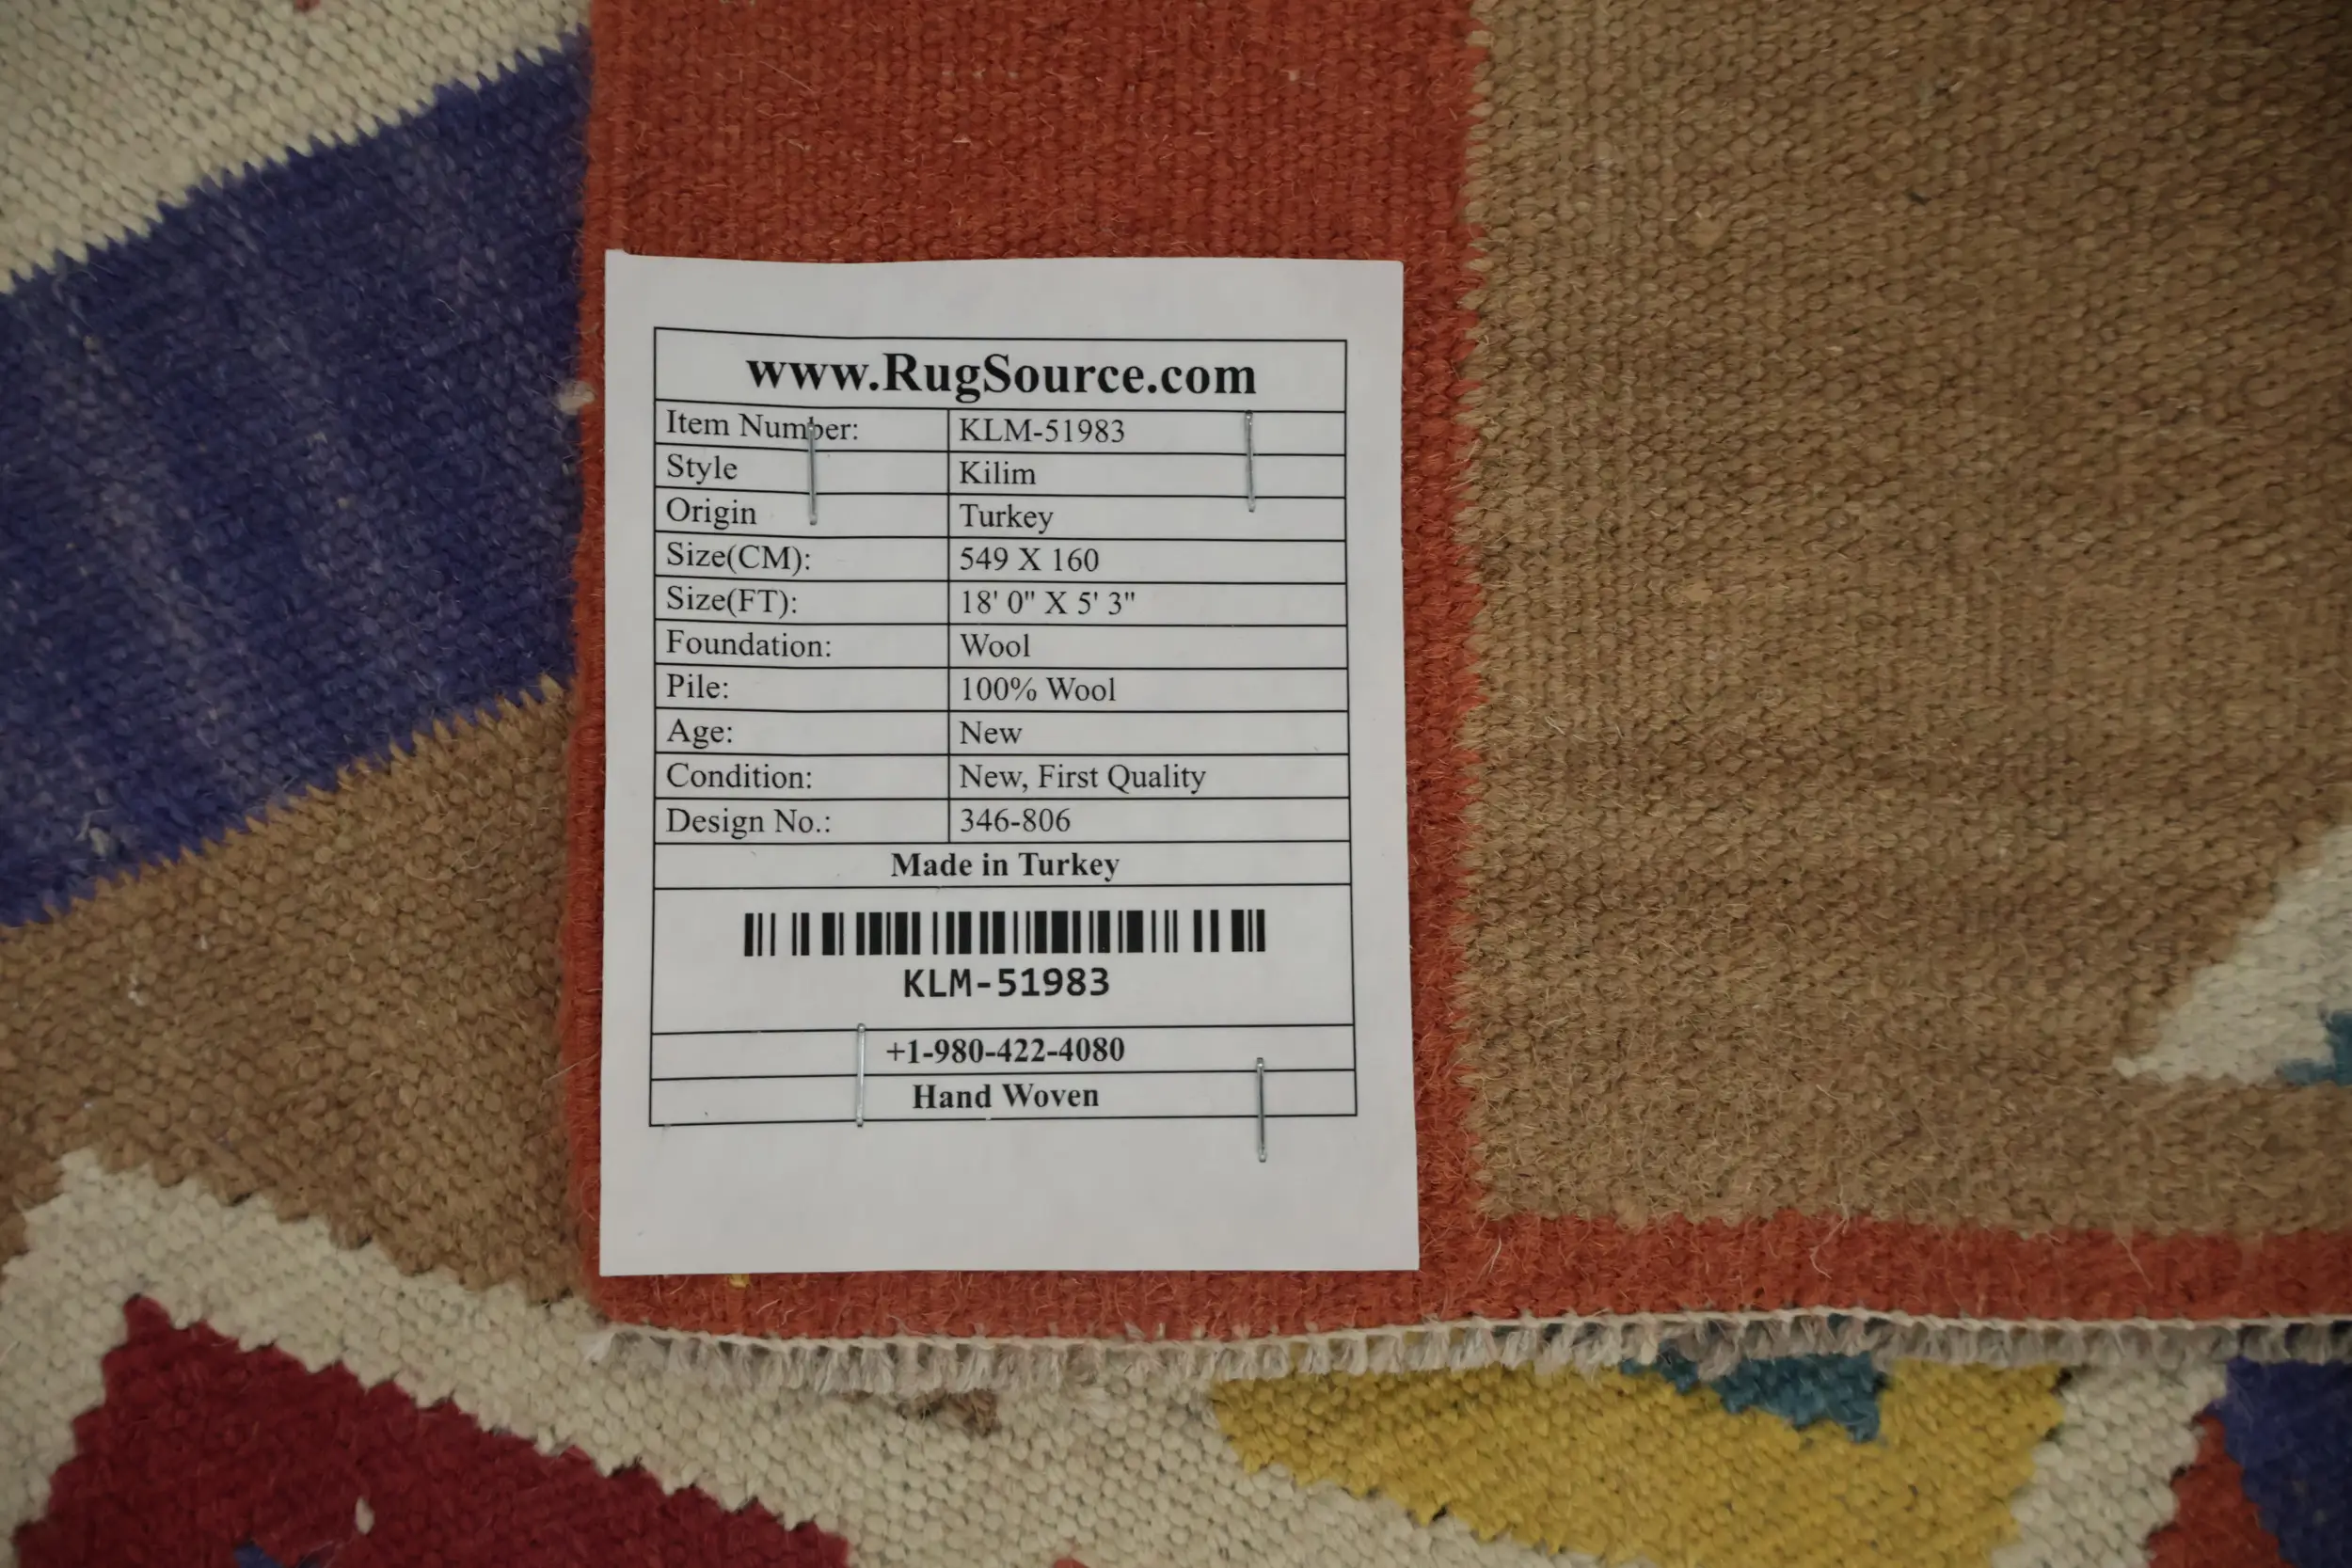 www.RugSource.com
Item Number: KLM-51983
Style Kilim
Origin Turkey
Size(CM): 549 X 160
Size(FT): 18' 0" X 5' 3"
Foundation: Wool
Pile: 100% Wool
Age: New
Condition: New, First Quality
Design No.: 346-806
Made in Turkey
KLM-51983
+1-980-422-4080
Hand Woven